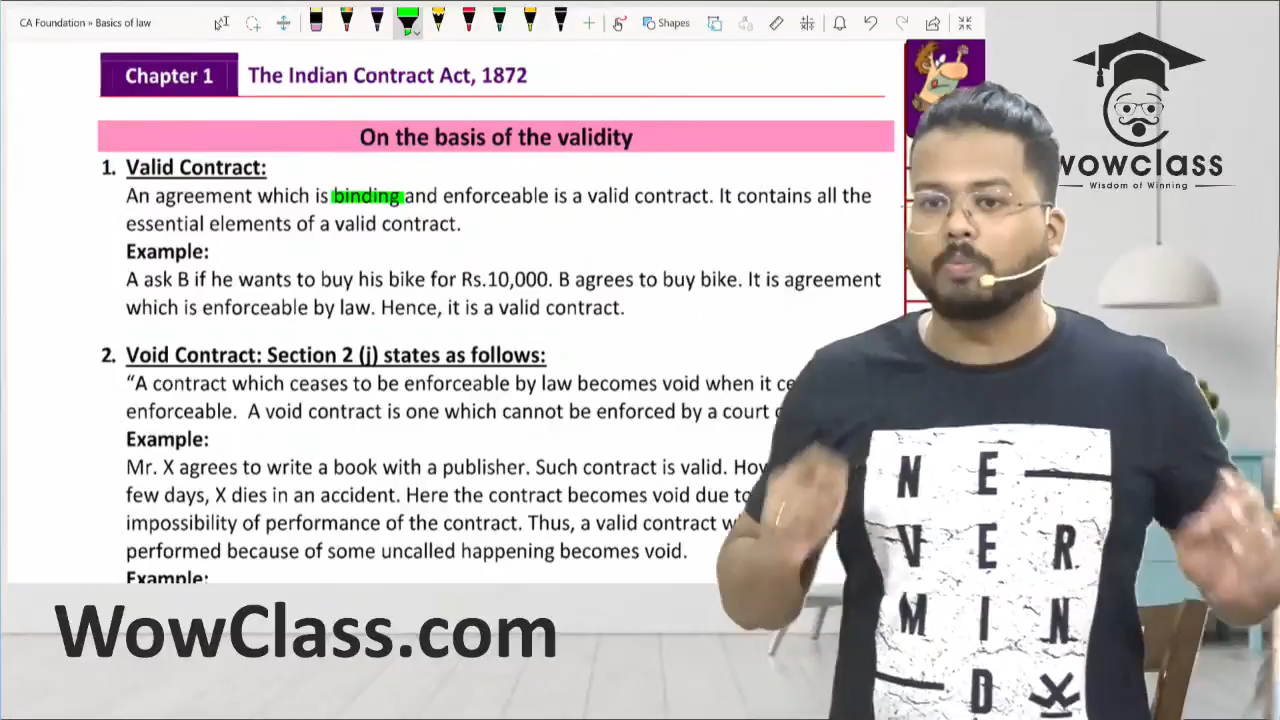 CA Foundation » Basics of law
Shapes
Chapter 1 The Indian Contract Act, 1872
On the basis of the validity
1. Valid Contract:
An agreement which is binding and enforceable is a valid contract. It contains all the
essential elements of a valid contract.
Example:
A ask B if he wants to buy his bike for Rs.10,000. B agrees to buy bike. It is agreement
which is enforceable by law. Hence, it is a valid contract.
2. Void Contract: Section 2 (j) states as follows:
“A contract which ceases to be enforceable by law becomes void when it
enforceable. A void contract is one which cannot be enforced by a court
Example:
Mr. X agrees to write a book with a publisher. Such contract is valid.
few days, X dies in an accident. Here the contract becomes void due to
impossibility of performance of the contract. Thus, a valid contract
performed because of some uncalled happening becomes void.
Example:
wowclass
Wisdom of Winning
NE
VER
MIN
D
WowClass.com